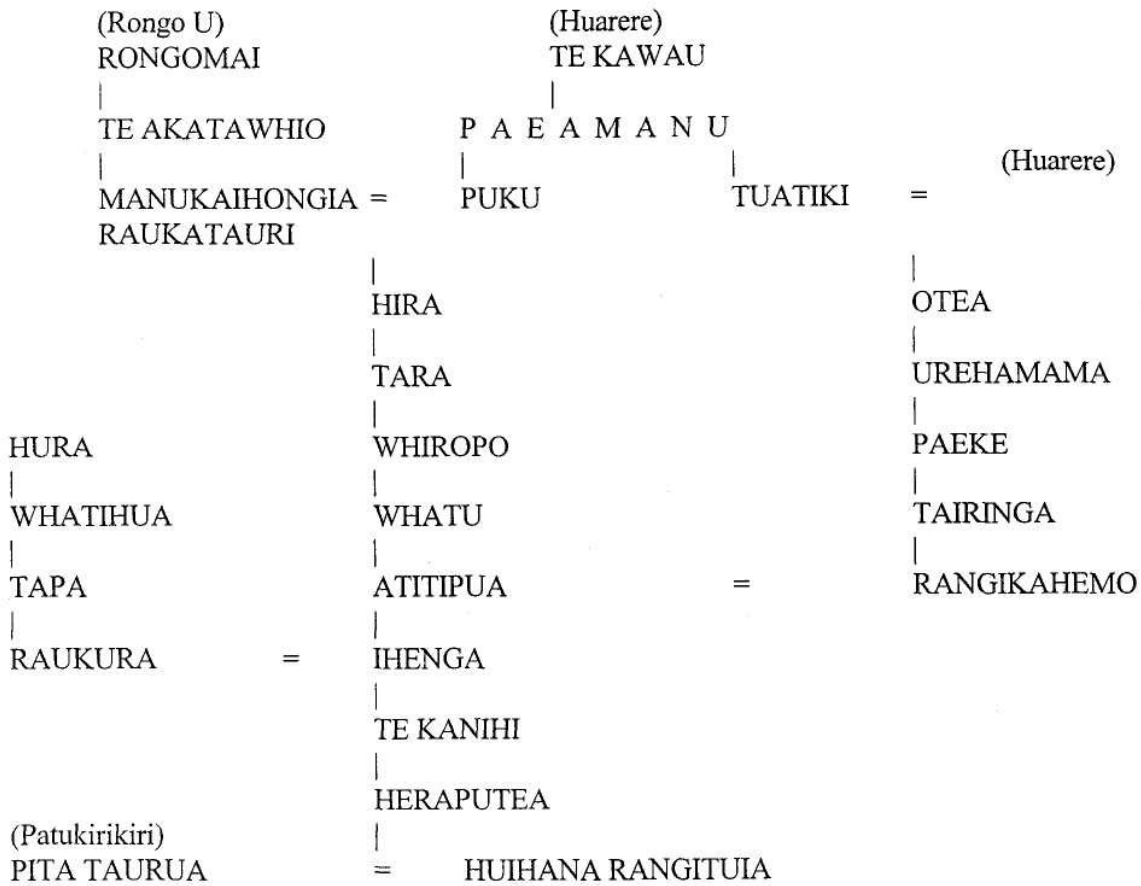 (Rongo U) (Huarere)
RONGOMAI TE KAWAU
TE AKATAWHIO P A E A M A N U
(Huarere)
MANUKAIHONGIA = PUKU TUATIKI =
RAUKATAURI
HIRA OTEA
TARA UREHAMAMA
HURA WHIROPO PAEKE
WHATIHUA WHATU TAIRINGA
TAPA ATITIPUA = RANGIKAHEMO
RAUKURA = IHENGA
TE KANIHI
HERAPUTEA
(Patukirikiri)
PITA TAURUA = HUIHANA RANGITUIA